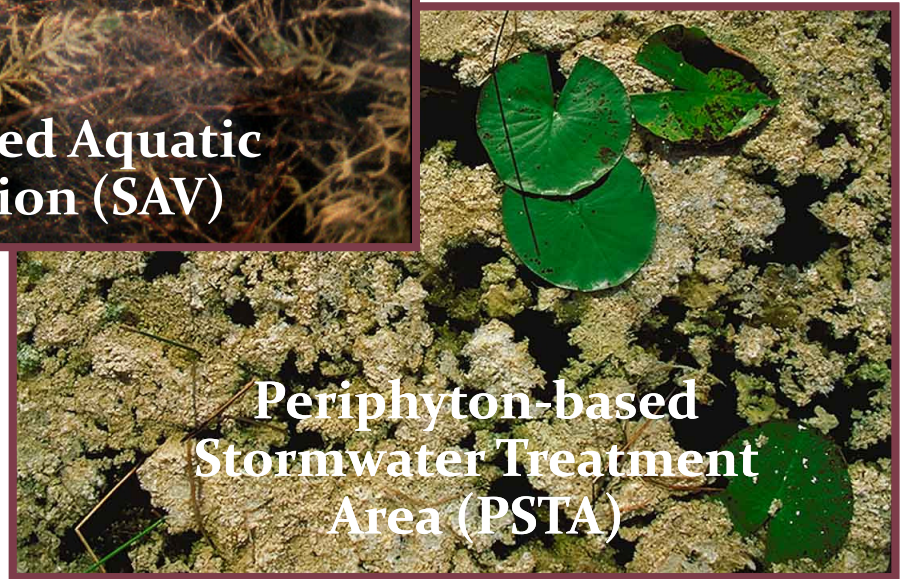 ed Aquatic
ion (SAV)
Periphyton-based
Stormwater Treatment
Area (PSTA)